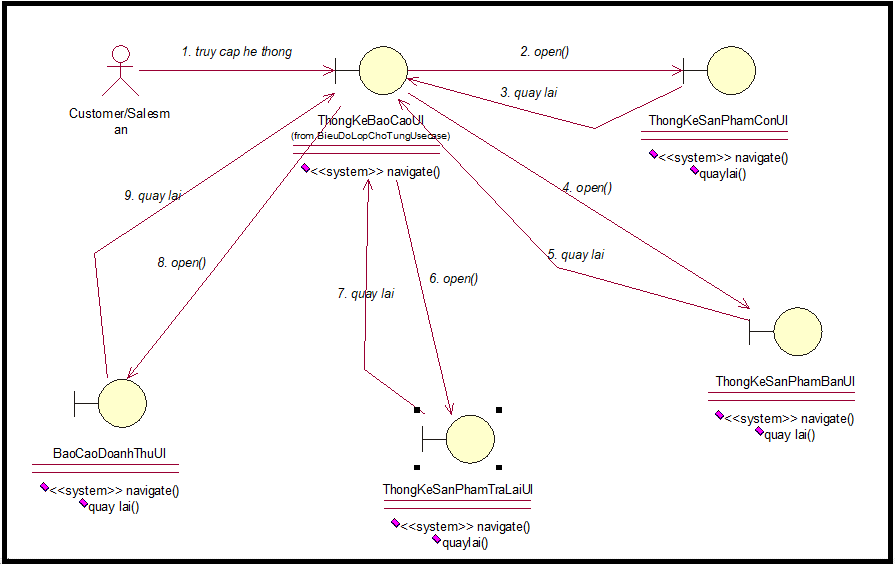 1. truy cap he thong
2. open()
3. quay lai
Customer/Salesm
an
ThongKeBaoCaoUI
(from BieuDoLopChoTungUsecase)
<<system>> navigate()
ThongKeSanPhamConUI
<<system>> navigate()
quaylai()
9. quay lai
4. open()
8. open()
5. quay lai
7. quay lai
6. open()
ThongKeSanPhamBanUI
<<system>> navigate()
quay lai()
BaoCaoDoanhThuUI
<<system>> navigate()
quay lai()
ThongKeSanPhamTraLaiUI
<<system>> navigate()
quaylai()